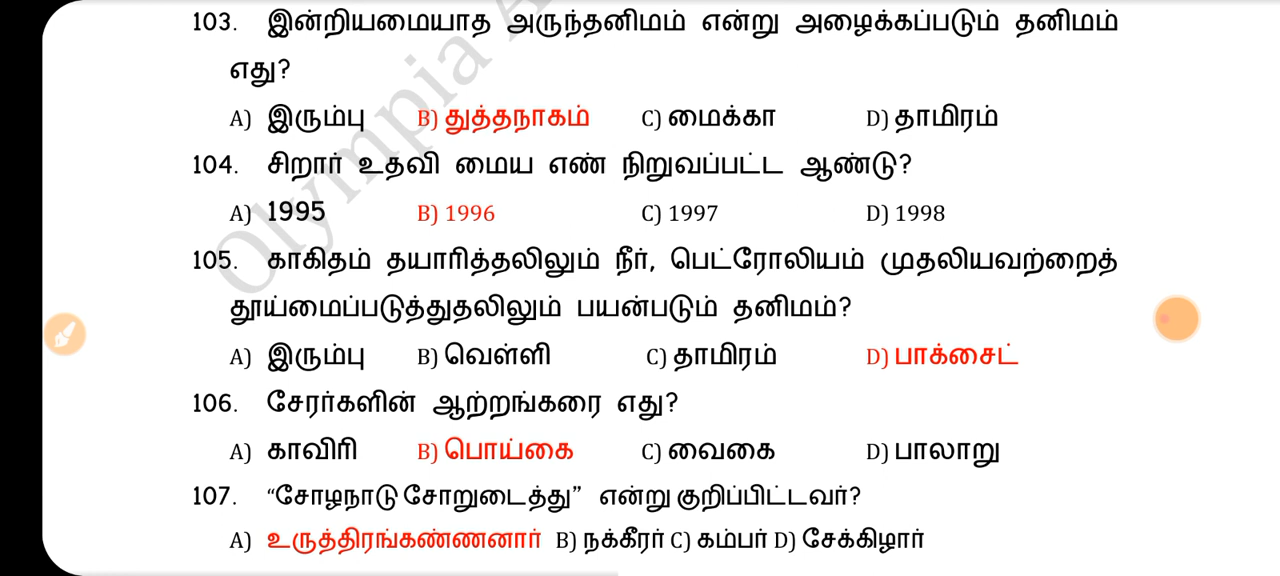 103. இன்றியமையாத அருந்தனிமம் என்று அழைக்கப்படும் தனிமம்
எது?
A) இரும்பு B) துத்தநாகம் C) மைக்கா D) தாமிரம்
104. சிறார் உதவி மைய எண் நிறுவப்பட்ட ஆண்டு?
A) 1995 B) 1996 C) 1997 D) 1998
105. காகிதம் தயாரித்தலிலும் நீர், பெட்ரோலியம் முதலியவற்றைத்
தூய்மைப்படுத்துதலிலும் பயன்படும் தனிமம்?
A) இரும்பு B) வெள்ளி C) தாமிரம் D) பாக்சைட்
106. சேரர்களின் ஆற்றங்கரை எது?
A) காவிரி B) பொய்கை C) வைகை D) பாலாறு
107. “சோழநாடு சோறுடைத்து” என்று குறிப்பிட்டவர்?
A) உருத்திரங்கண்ணனார் B) நக்கீரர் C) கம்பர் D) சேக்கிழார்
Olympia